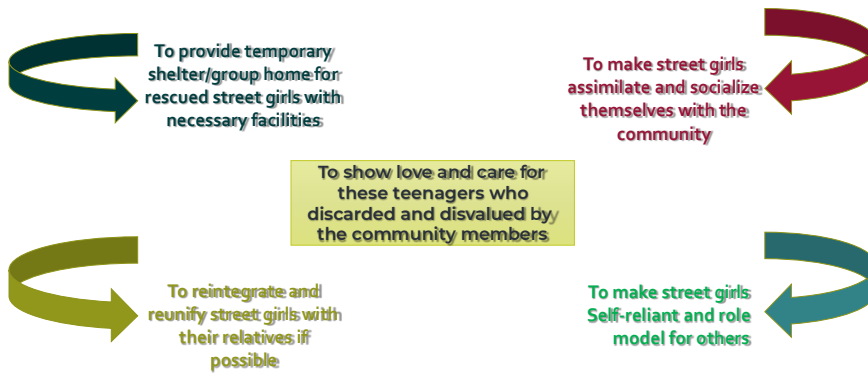 To provide temporary
shelter/group home for
rescued street girls with
necessary facilities
To make street girls
assimilate and socialize
themselves with the
community
To show love and care for
these teenagers who
discarded and disvalued by
the community members
To reintegrate and
reunify street girls with
their relatives if
possible
To make street girls
Self-reliant and role
model for others